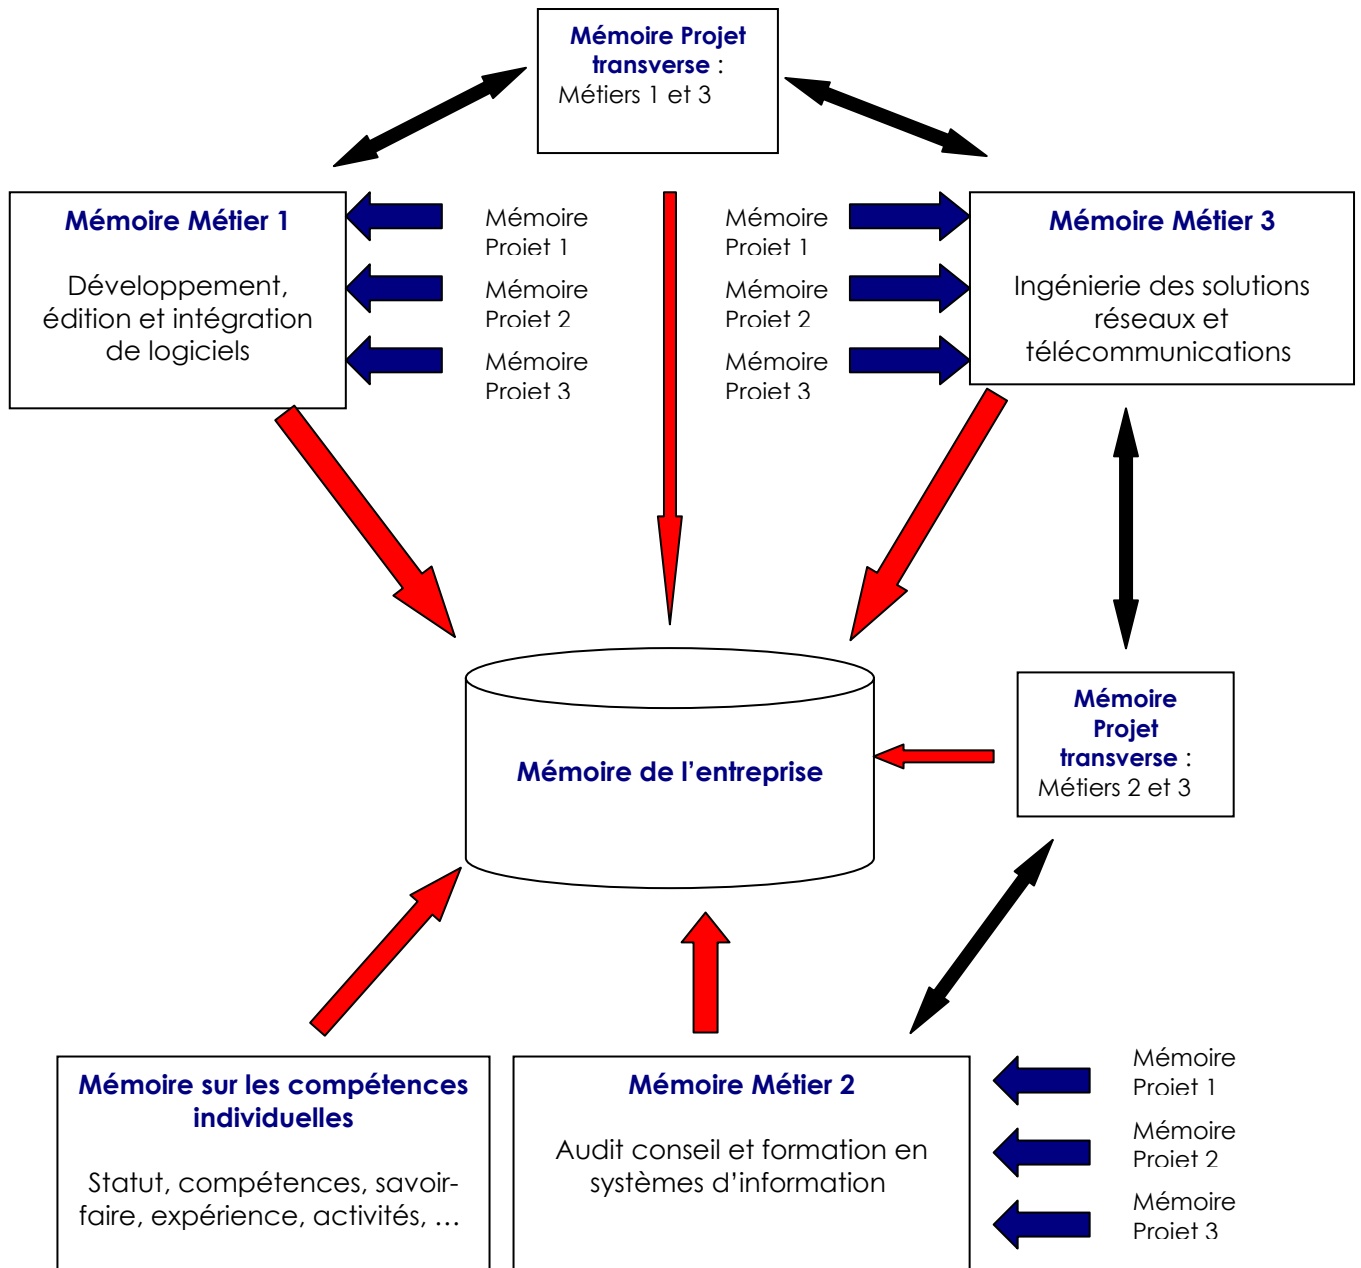 Mémoire Projet
transverse :
Métiers 1 et 3
Mémoire Métier 1
Développement,
édition et intégration
de logiciels
Mémoire
Projet 1
Mémoire
Projet 2
Mémoire
Projet 3
Mémoire
Projet 1
Mémoire
Projet 2
Mémoire
Projet 3
Mémoire Métier 3
Ingénierie des solutions
réseaux et
télécommunications
Mémoire de l'entreprise
Mémoire
Projet
transverse :
Métiers 2 et 3
Mémoire sur les compétences
individuelles
Statut, compétences, savoir-
faire, expérience, activités, …
Mémoire Métier 2
Audit conseil et formation en
systèmes d'information
Mémoire
Projet 1
Mémoire
Projet 2
Mémoire
Projet 3